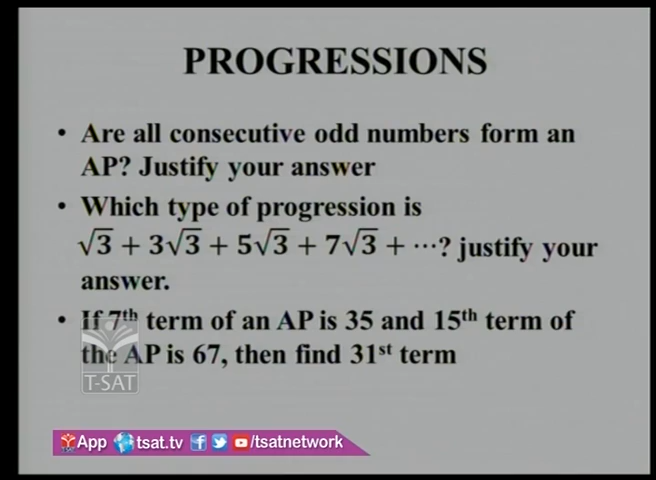 PROGRESSIONS
• Are all consecutive odd numbers form an
AP? Justify your answer
• Which type of progression is
√3 + 3√3 + 5√3 + 7√3 + ⋯? justify your
answer.
• If 7th term of an AP is 35 and 15th term of
the AP is 67, then find 31st term
T-SAT
App tsat.tv /tsatnetwork